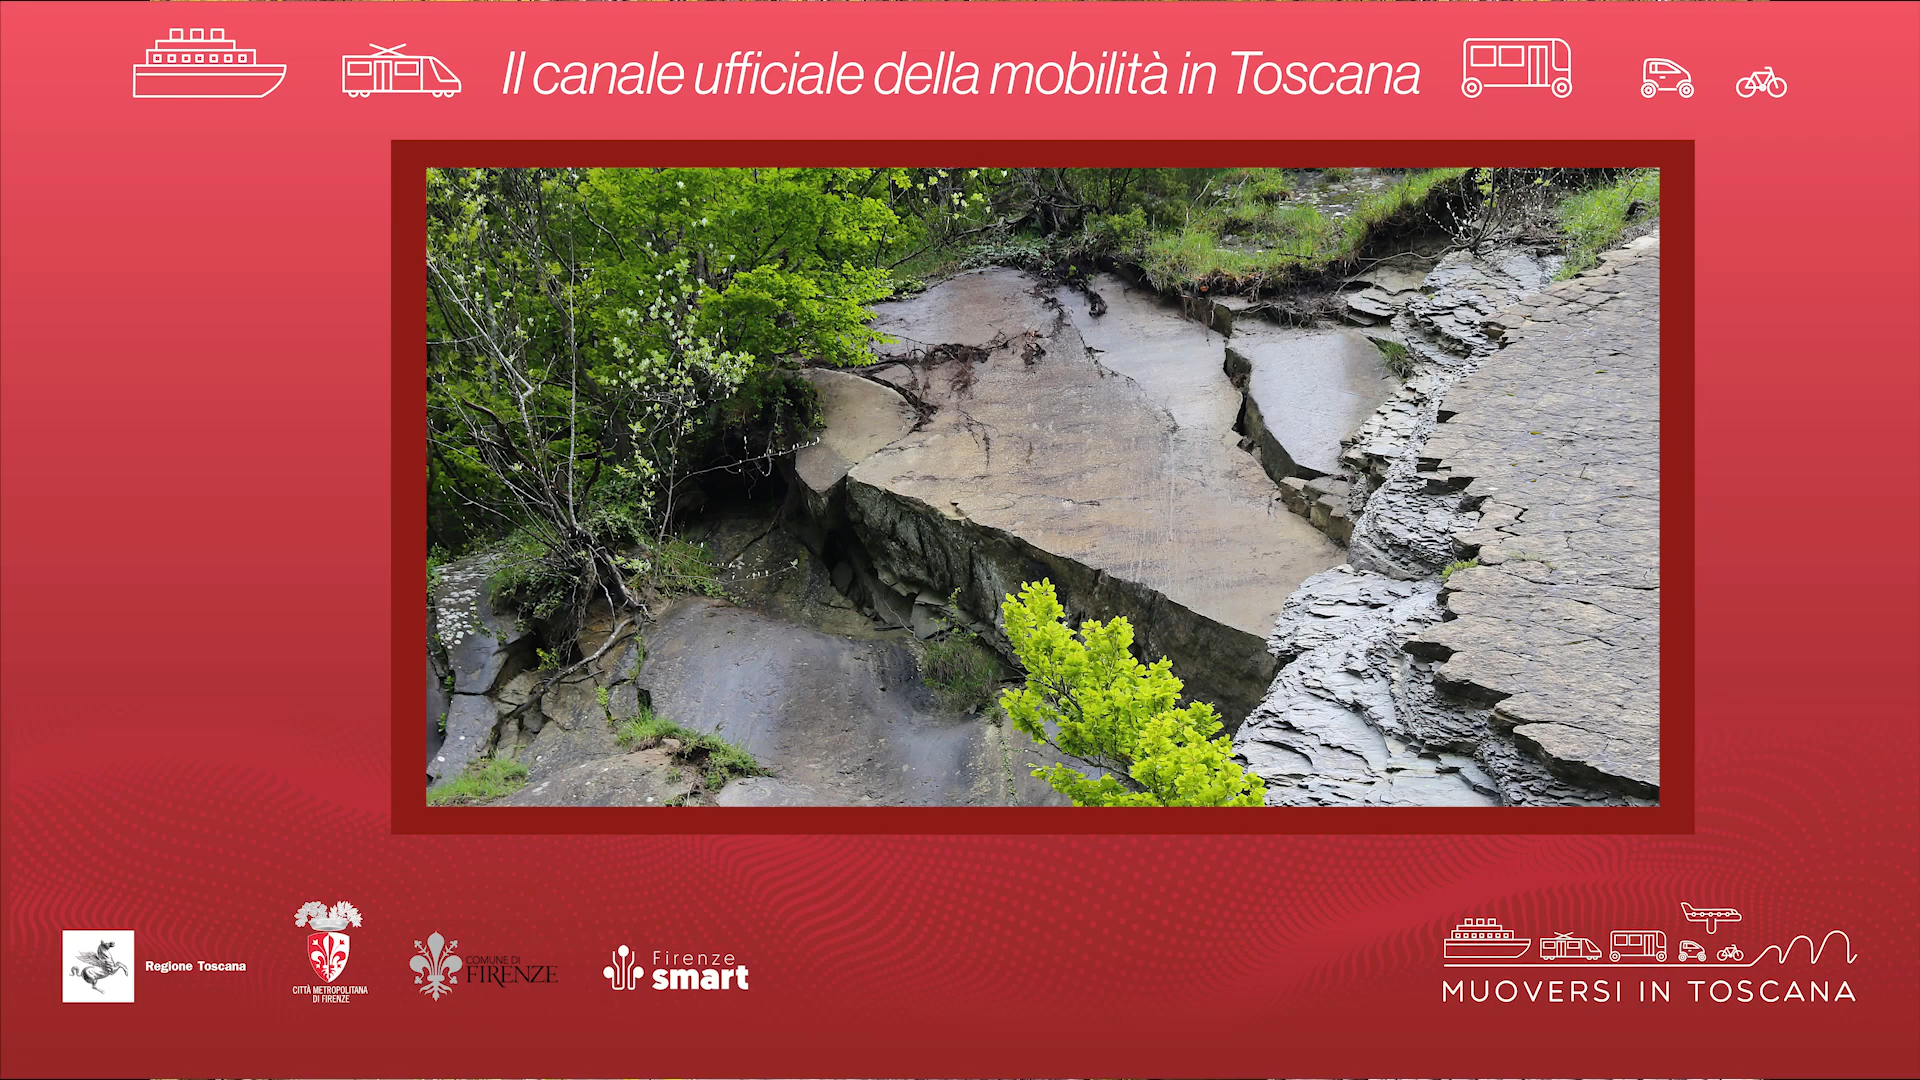 Il canale ufficiale della mobilità in Toscana
Regione Toscana
CITTÀ METROPOLITANA
DI FIRENZE
COMUNE DI
FIRENZE
Firenze
smart
MUOVERSI IN TOSCANA